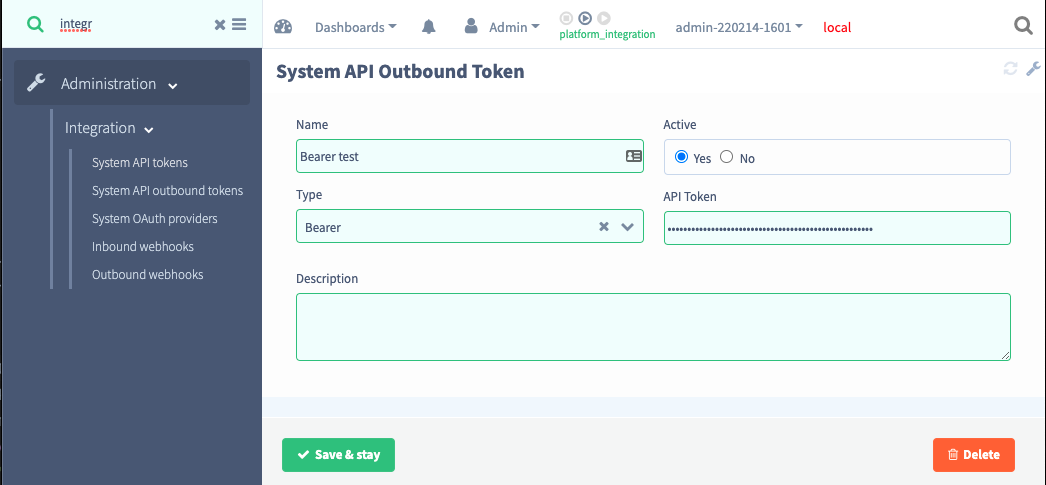 integr
Dashboards
Admin
platform_integration
admin-220214-1601
local
Administration
Integration
System API tokens
System API outbound tokens
System OAuth providers
Inbound webhooks
Outbound webhooks
System API Outbound Token
Name
Active
Bearer test
Yes
No
Type
API Token
Bearer
Description
Save & stay
Delete